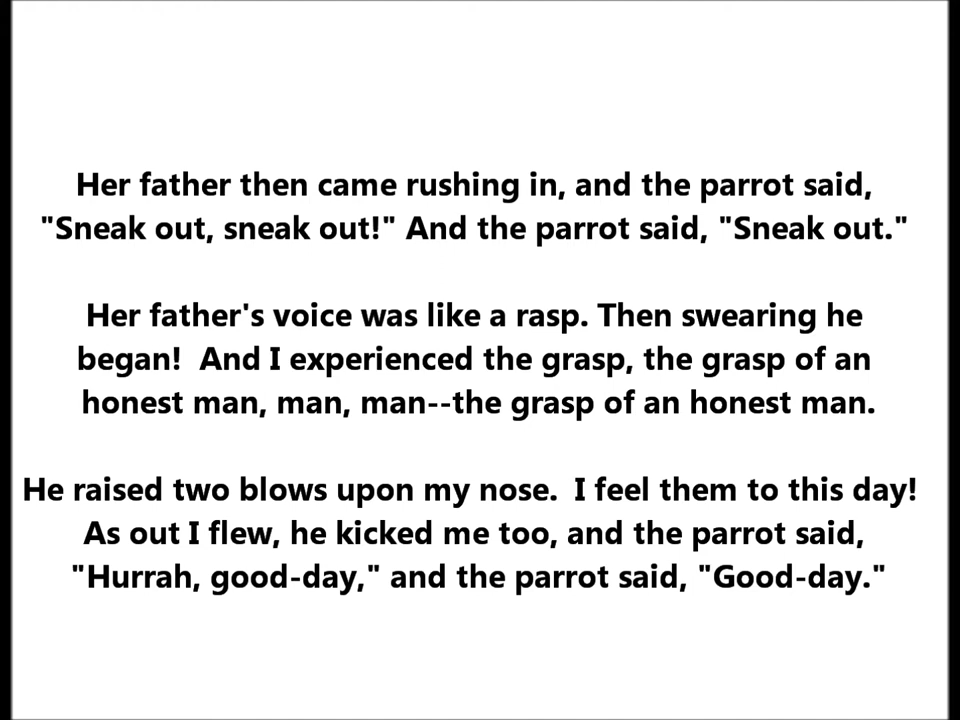 Her father then came rushing in, and the parrot said,
"Sneak out, sneak out!" And the parrot said, "Sneak out."
Her father's voice was like a rasp. Then swearing he
began!  And I experienced the grasp, the grasp of an
honest man, man, man--the grasp of an honest man.
He raised two blows upon my nose.  I feel them to this day!
As out I flew, he kicked me too, and the parrot said,
"Hurrah, good-day," and the parrot said, "Good-day."